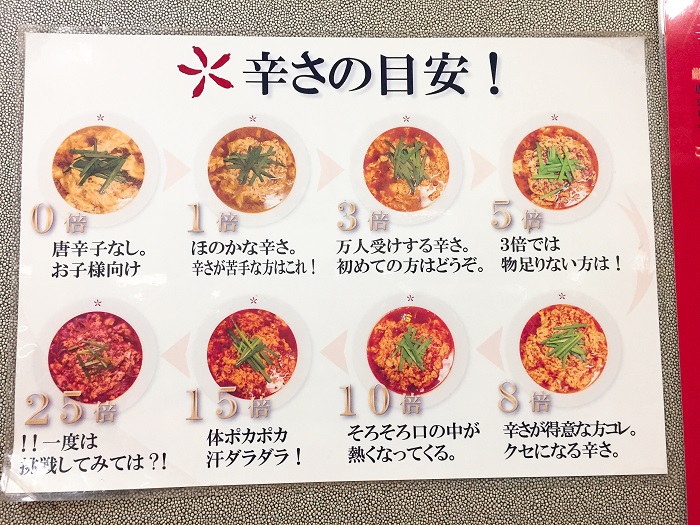 辛さの目安！
0倍
唐辛子なし。
お子様向け
1倍
ほのかな辛さ。
辛さが苦手な方はこれ！
3倍
万人受けする辛さ。
初めての方はどうぞ。
5倍
3倍では
物足りない方は！
8倍
辛さが得意な方コレ。
クセになる辛さ。
10倍
そろそろ口の中が
熱くなってくる。
15倍
体ポカポカ
汗ダラダラ！
25倍
！！一度は
挑戦してみては？！